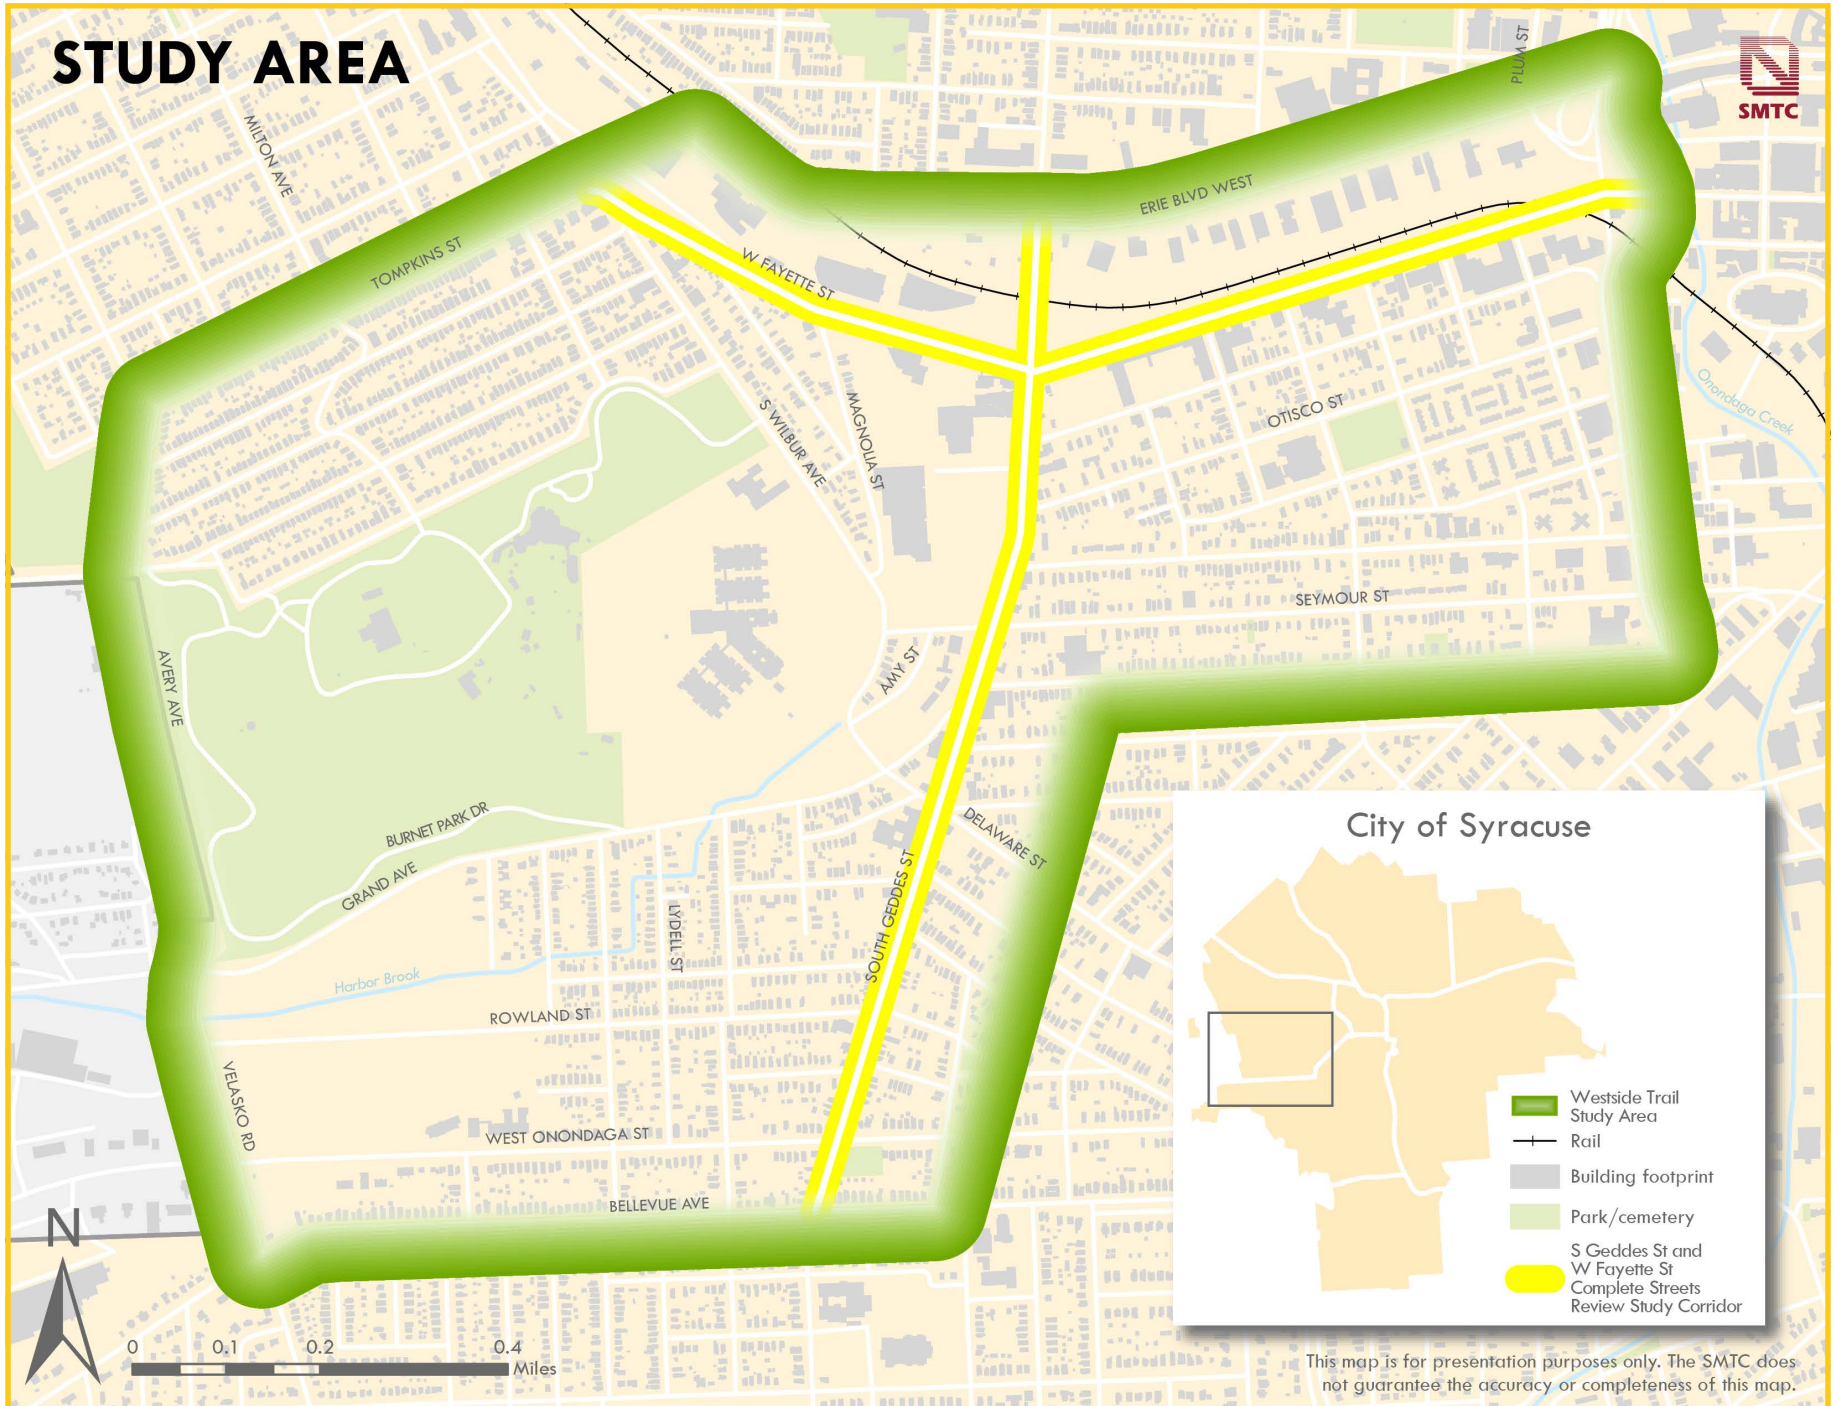 STUDY AREA
PLUM ST
SMTC
MILTON AVE
ERIE BLVD WEST
TOMPKINS ST
W FAYETTE ST
Onondaga Creek
OTISCO ST
MAGNOLIA ST
S WILBUR AVE
SEYMOUR ST
AMY ST
AVERY AVE
BURNET PARK DR
DELAWARE ST
GRAND AVE
SOUTH GEDDES ST
LYDELL ST
Harbor Brook
ROWLAND ST
VELASKO RD
WEST ONONDAGA ST
BELLEVUE AVE
City of Syracuse
Westside Trail
Study Area
Rail
Building footprint
Park/cemetery
S Geddes St and
W Fayette St
Complete Streets
Review Study Corridor
N
0 0.1 0.2 0.4
Miles
This map is for presentation purposes only. The SMTC does
not guarantee the accuracy or completeness of this map.